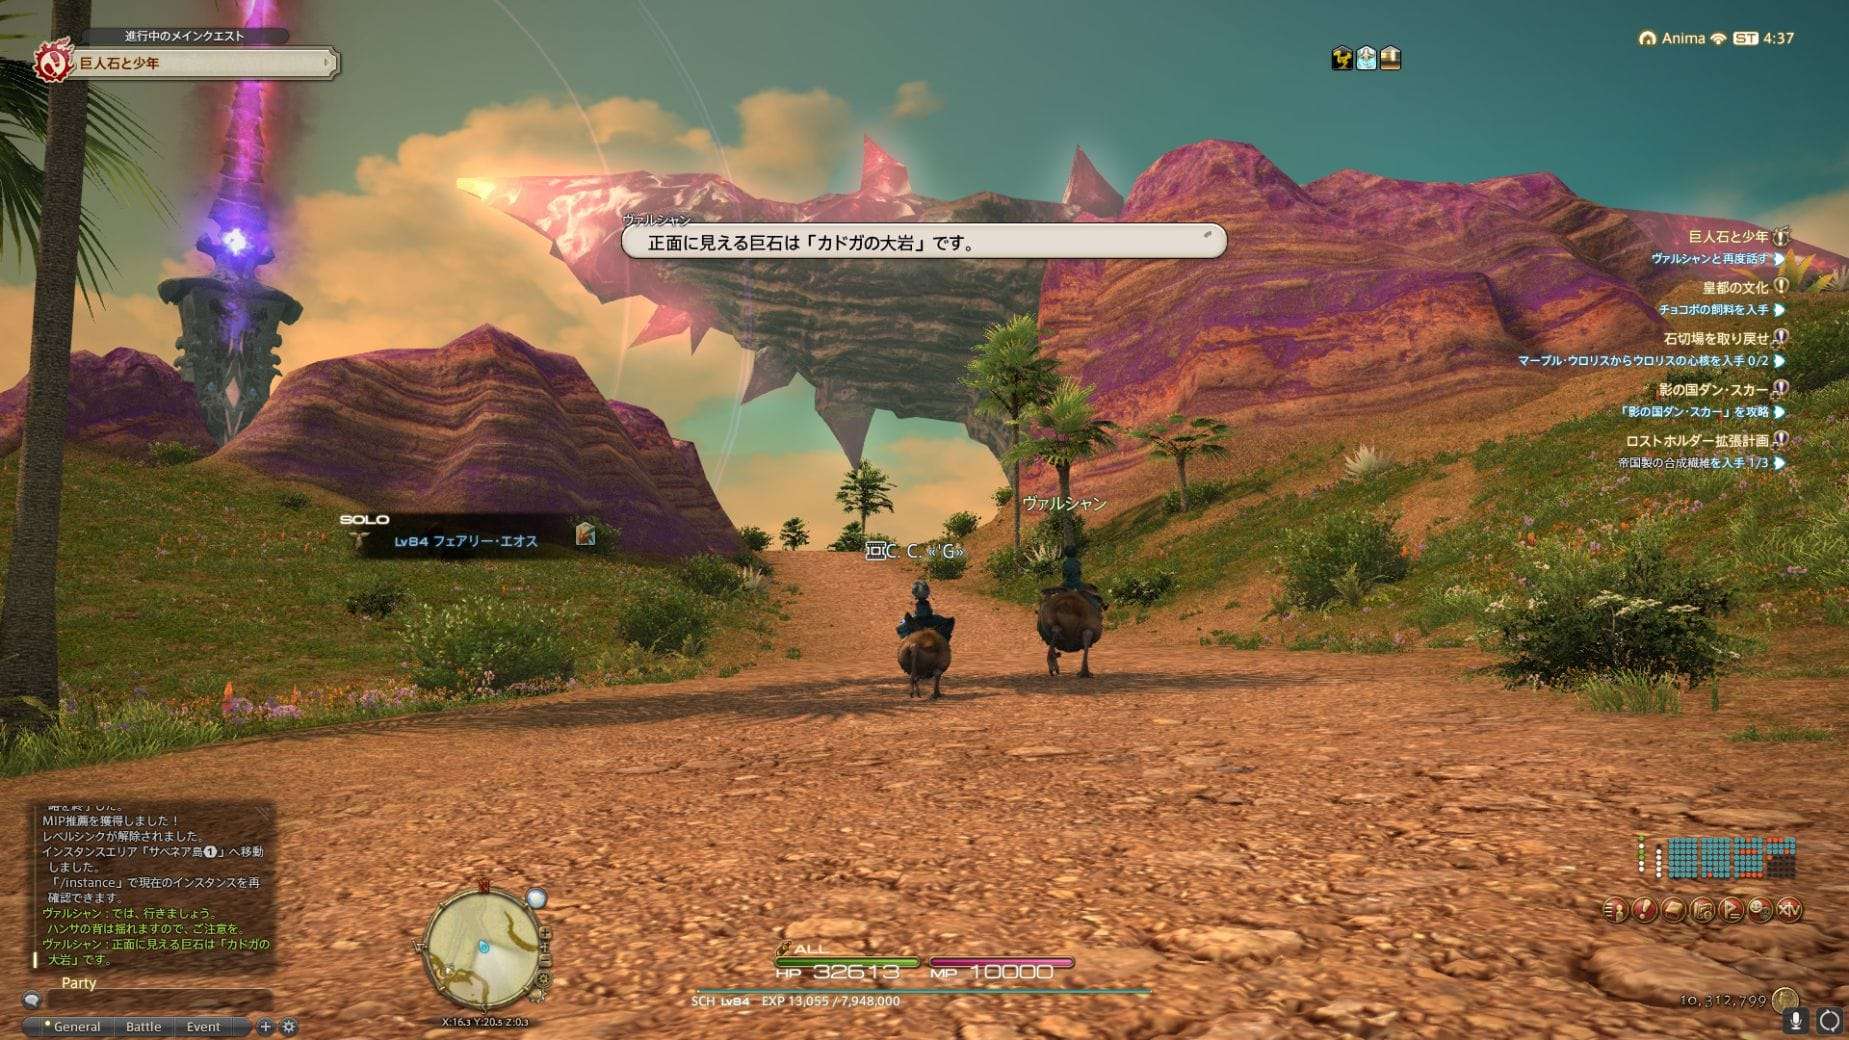 進行中のメインクエスト
巨人石と少年
Anima ST 4:37
ヴァルシャン
正面に見える巨石は「カドガの大岩」です。
巨人石と少年
ヴァルシャンと再度話す
皇都の文化
チョコボの飼料を入手
石切場を取り戻せ
マーブル・ウロリスからウロリスの心核を入手 0/2
影の国ダン・スカー
「影の国ダン・スカー」を攻略
ロストホルダー拡張計画
帝国製の合成繊維を入手 1/3
SOLO
Lv84 フェアリー・エオス
ヴァルシャン
C. C. «'G»
略を終了した。
MIP推薦を獲得しました！
レベルシンクが解除されました。
インスタンスエリア「サベネア島❶」へ移動
しました。
「/instance」で現在のインスタンスを再
確認できます。
ヴァルシャン：では、行きましょう。
ハンサの背は揺れますので、ご注意を。
ヴァルシャン：正面に見える巨石は「カドガの
大岩」です。
Party
General Battle Event
X:16.3 Y:20.5 Z:0.3
ALL
HP 32613 MP 10000
SCH Lv84 EXP 13,055 / 7,948,000
10,312,799